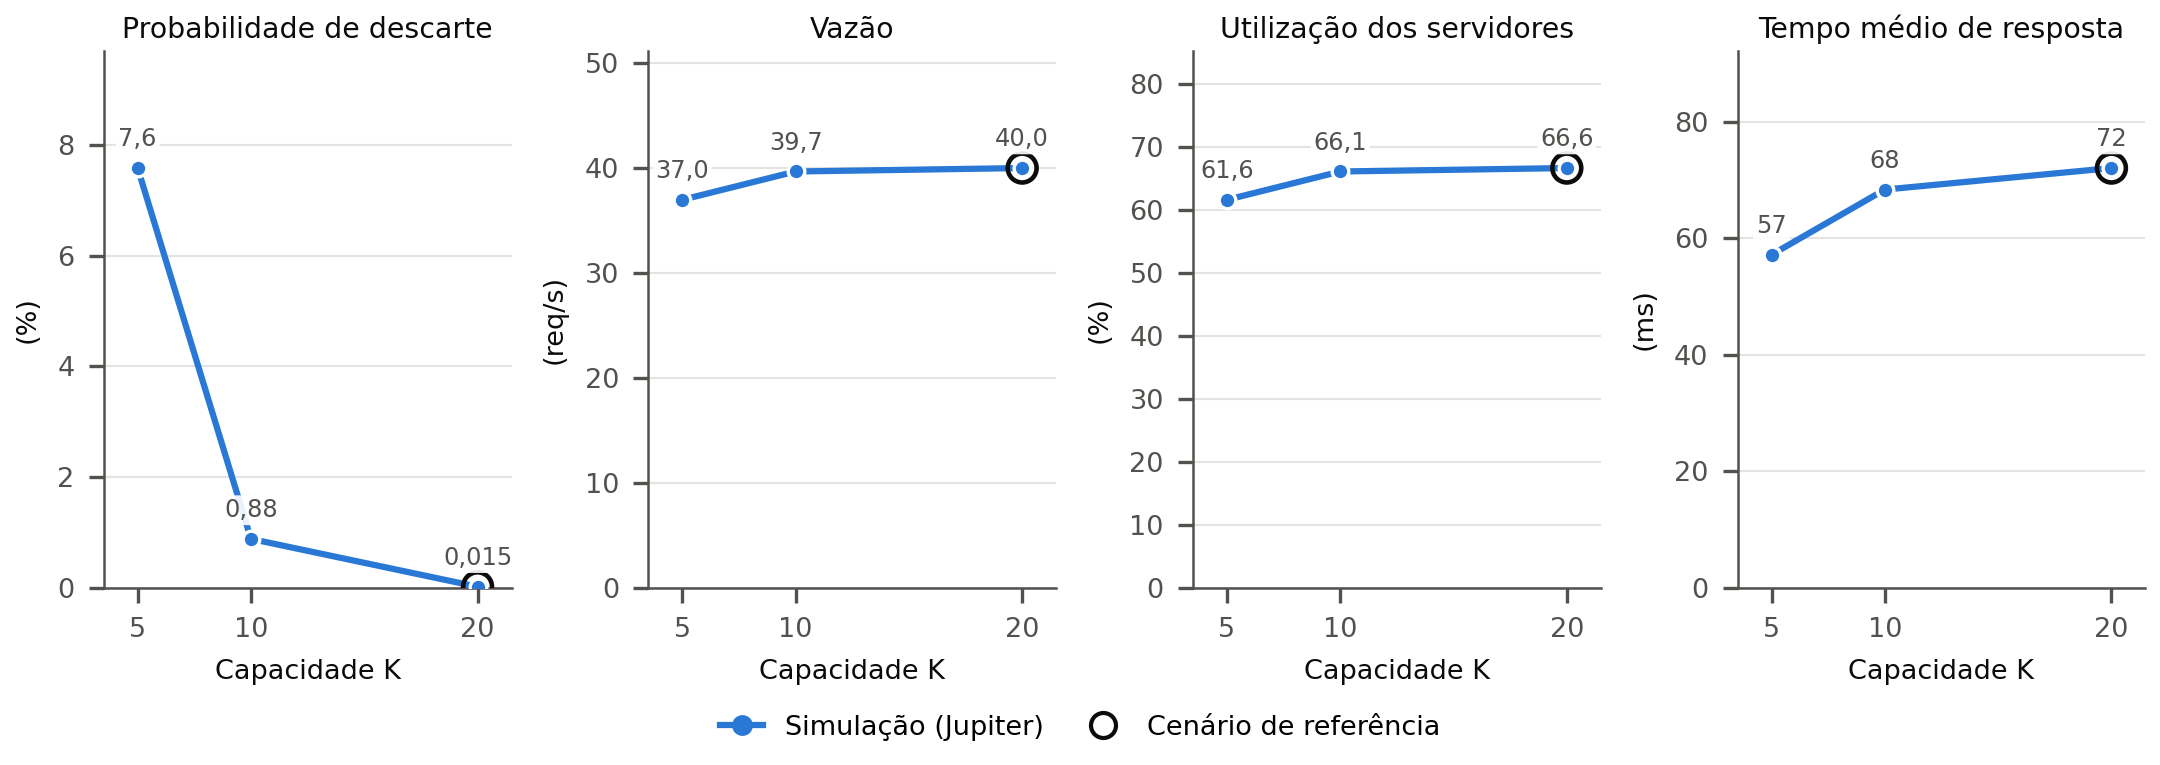 Probabilidade de descarte
(%)
8
6
4
2
0
7,6
0,88
0,015
5 10 20
Capacidade K
Vazão
(req/s)
50
40
30
20
10
0
37,0
39,7
40,0
5 10 20
Capacidade K
Utilização dos servidores
(%)
80
70
60
50
40
30
20
10
0
61,6
66,1
66,6
5 10 20
Capacidade K
Tempo médio de resposta
(ms)
80
60
40
20
0
57
68
72
5 10 20
Capacidade K
Simulação (Jupiter)
Cenário de referência